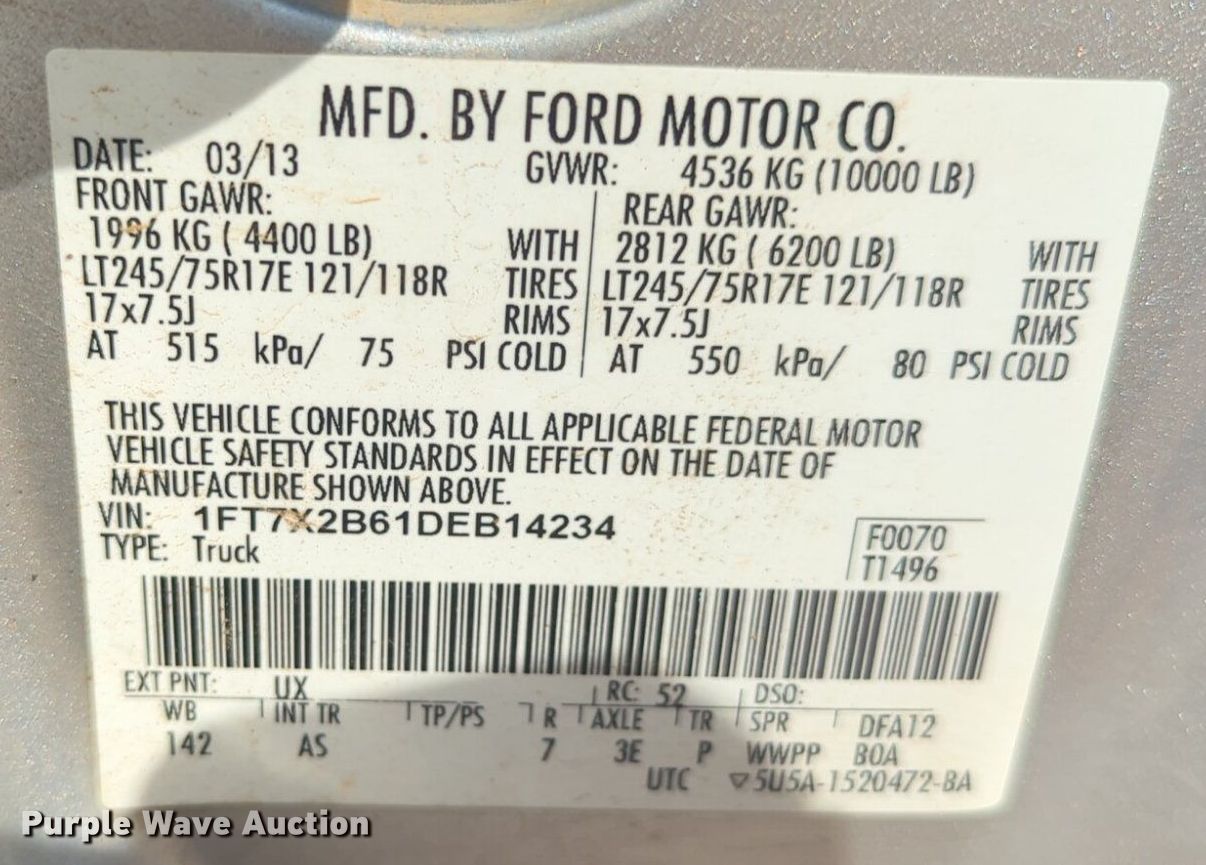 MFD. BY FORD MOTOR CO.
DATE: 03/13 GVWR: 4536 KG (10000 LB)
FRONT GAWR: REAR GAWR:
1996 KG ( 4400 LB) WITH 2812 KG ( 6200 LB) WITH
LT245/75R17E 121/118R TIRES LT245/75R17E 121/118R TIRES
17x7.5J RIMS 17x7.5J RIMS
AT 515 kPa/ 75 PSI COLD AT 550 kPa/ 80 PSI COLD
THIS VEHICLE CONFORMS TO ALL APPLICABLE FEDERAL MOTOR
VEHICLE SAFETY STANDARDS IN EFFECT ON THE DATE OF
MANUFACTURE SHOWN ABOVE.
VIN: 1FT7X2B61DEB14234
TYPE: Truck
F0070
T1496
EXT PNT: UX RC: 52 DSO:
WB INT TR TP/PS R AXLE TR SPR DFA12
142 AS 7 3E P WWPP BOA
UTC ▽5U5A-1520472-BA
Purple Wave Auction